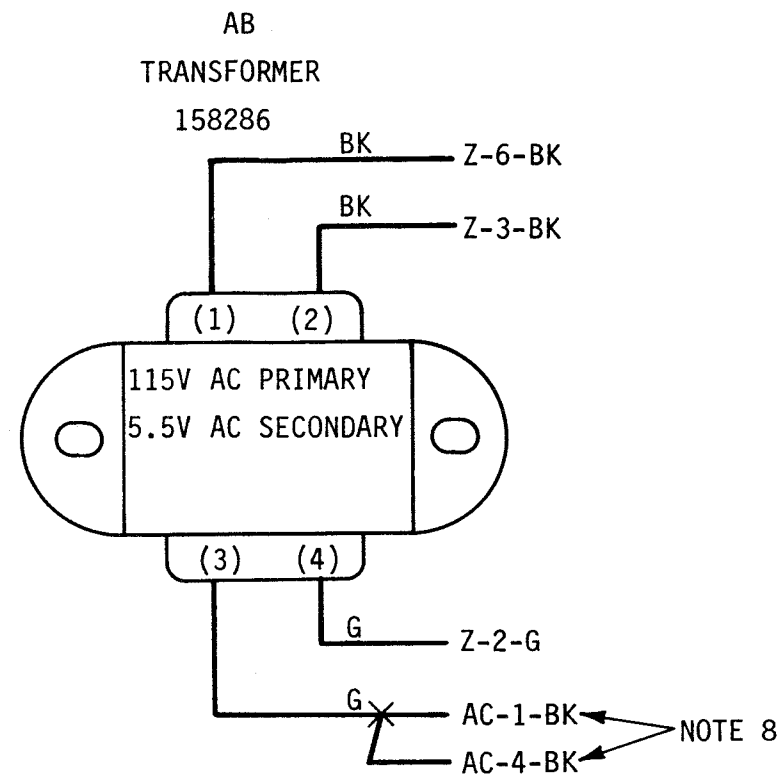 AB
TRANSFORMER
158286
BK
Z-6-BK
BK
Z-3-BK
(1) (2)
115V AC PRIMARY
5.5V AC SECONDARY
(3) (4)
G
Z-2-G
G
AC-1-BK
NOTE 8
AC-4-BK